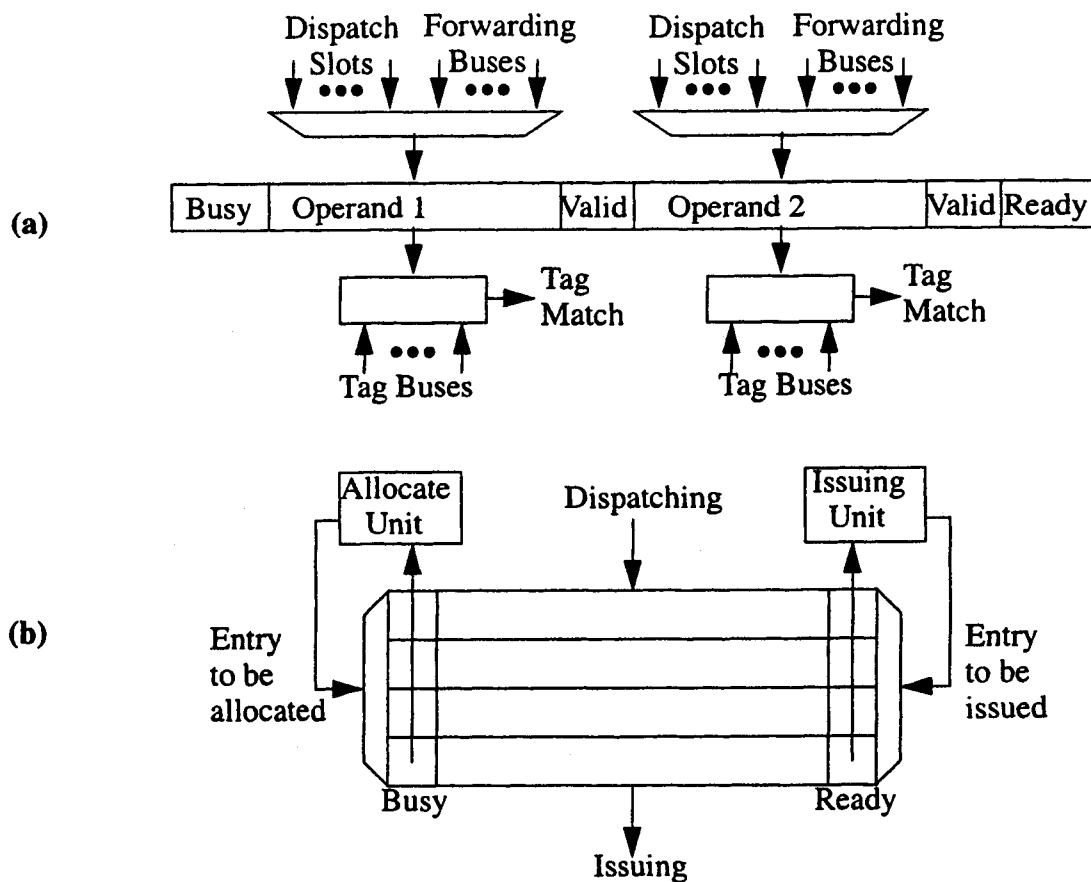 Dispatch Slots
Forwarding Buses
Dispatch Slots
Forwarding Buses
(a)
Busy
Operand 1
Valid
Operand 2
Valid
Ready
Tag Match
Tag Match
Tag Buses
Tag Buses
Allocate Unit
Dispatching
Issuing Unit
(b)
Entry to be allocated
Entry to be issued
Busy
Ready
Issuing